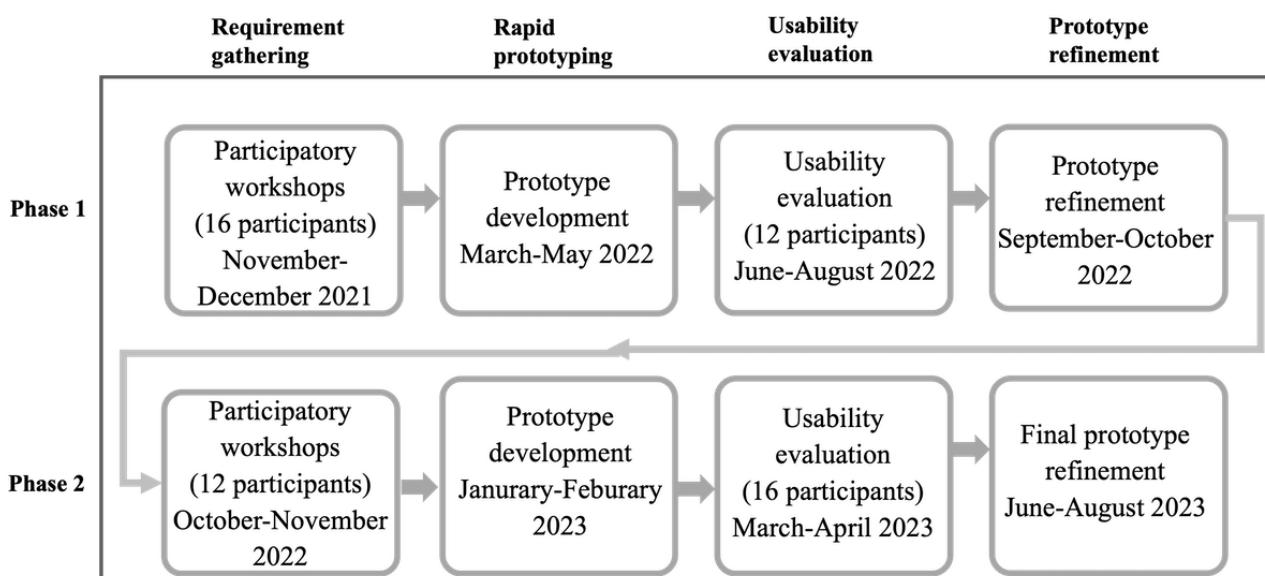 Requirement
gathering
Rapid
prototyping
Usability
evaluation
Prototype
refinement
Phase 1
Participatory
workshops
(16 participants)
November-
December 2021
Prototype
development
March-May 2022
Usability
evaluation
(12 participants)
June-August 2022
Prototype
refinement
September-October
2022
Phase 2
Participatory
workshops
(12 participants)
October-November
2022
Prototype
development
Janurary-Feburary
2023
Usability
evaluation
(16 participants)
March-April 2023
Final prototype
refinement
June-August 2023